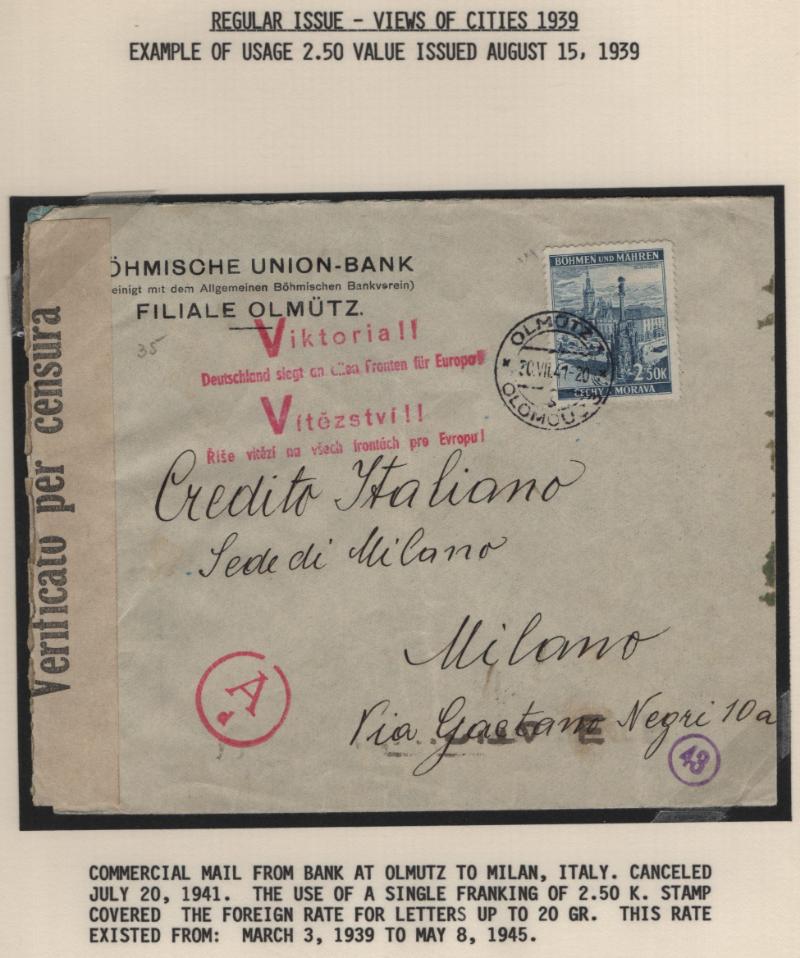 REGULAR ISSUE - VIEWS OF CITIES 1939
EXAMPLE OF USAGE 2.50 VALUE ISSUED AUGUST 15, 1939
Verificato per censura
ÖHMISCHE UNION-BANK
einigt mit dem Allgemeinen Böhmischen Bankverein)
FILIALE OLMÜTZ.
35
Viktoria!!
Deutschland siegt an allen Fronten für Europa!
Vítězství!!
Říše vítězí na všech frontách pro Evropu!
BÖHMEN UND MÄHREN
2.50K
ČECHY A MORAVA
OLMÜTZ
OLOMOUC
Credito Italiano
Sede di Milano
Milano
Via Gaetano Negri 10a
A
43
COMMERCIAL MAIL FROM BANK AT OLMUTZ TO MILAN, ITALY. CANCELED
JULY 20, 1941. THE USE OF A SINGLE FRANKING OF 2.50 K. STAMP
COVERED THE FOREIGN RATE FOR LETTERS UP TO 20 GR. THIS RATE
EXISTED FROM: MARCH 3, 1939 TO MAY 8, 1945.